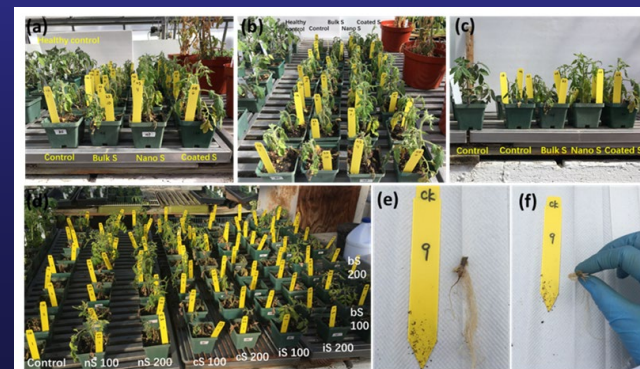 (a)
Healthy control
Control Bulk S Nano S Coated S
(b)
Healthy control Control Bulk S Nano S Coated S
(c)
Control Control Bulk S Nano S Coated S
(d)
bS 200
bS 100
Control nS 100 nS 200 cS 100 cS 200 iS 100 iS 200
(e)
CK
9
(f)
CK
9